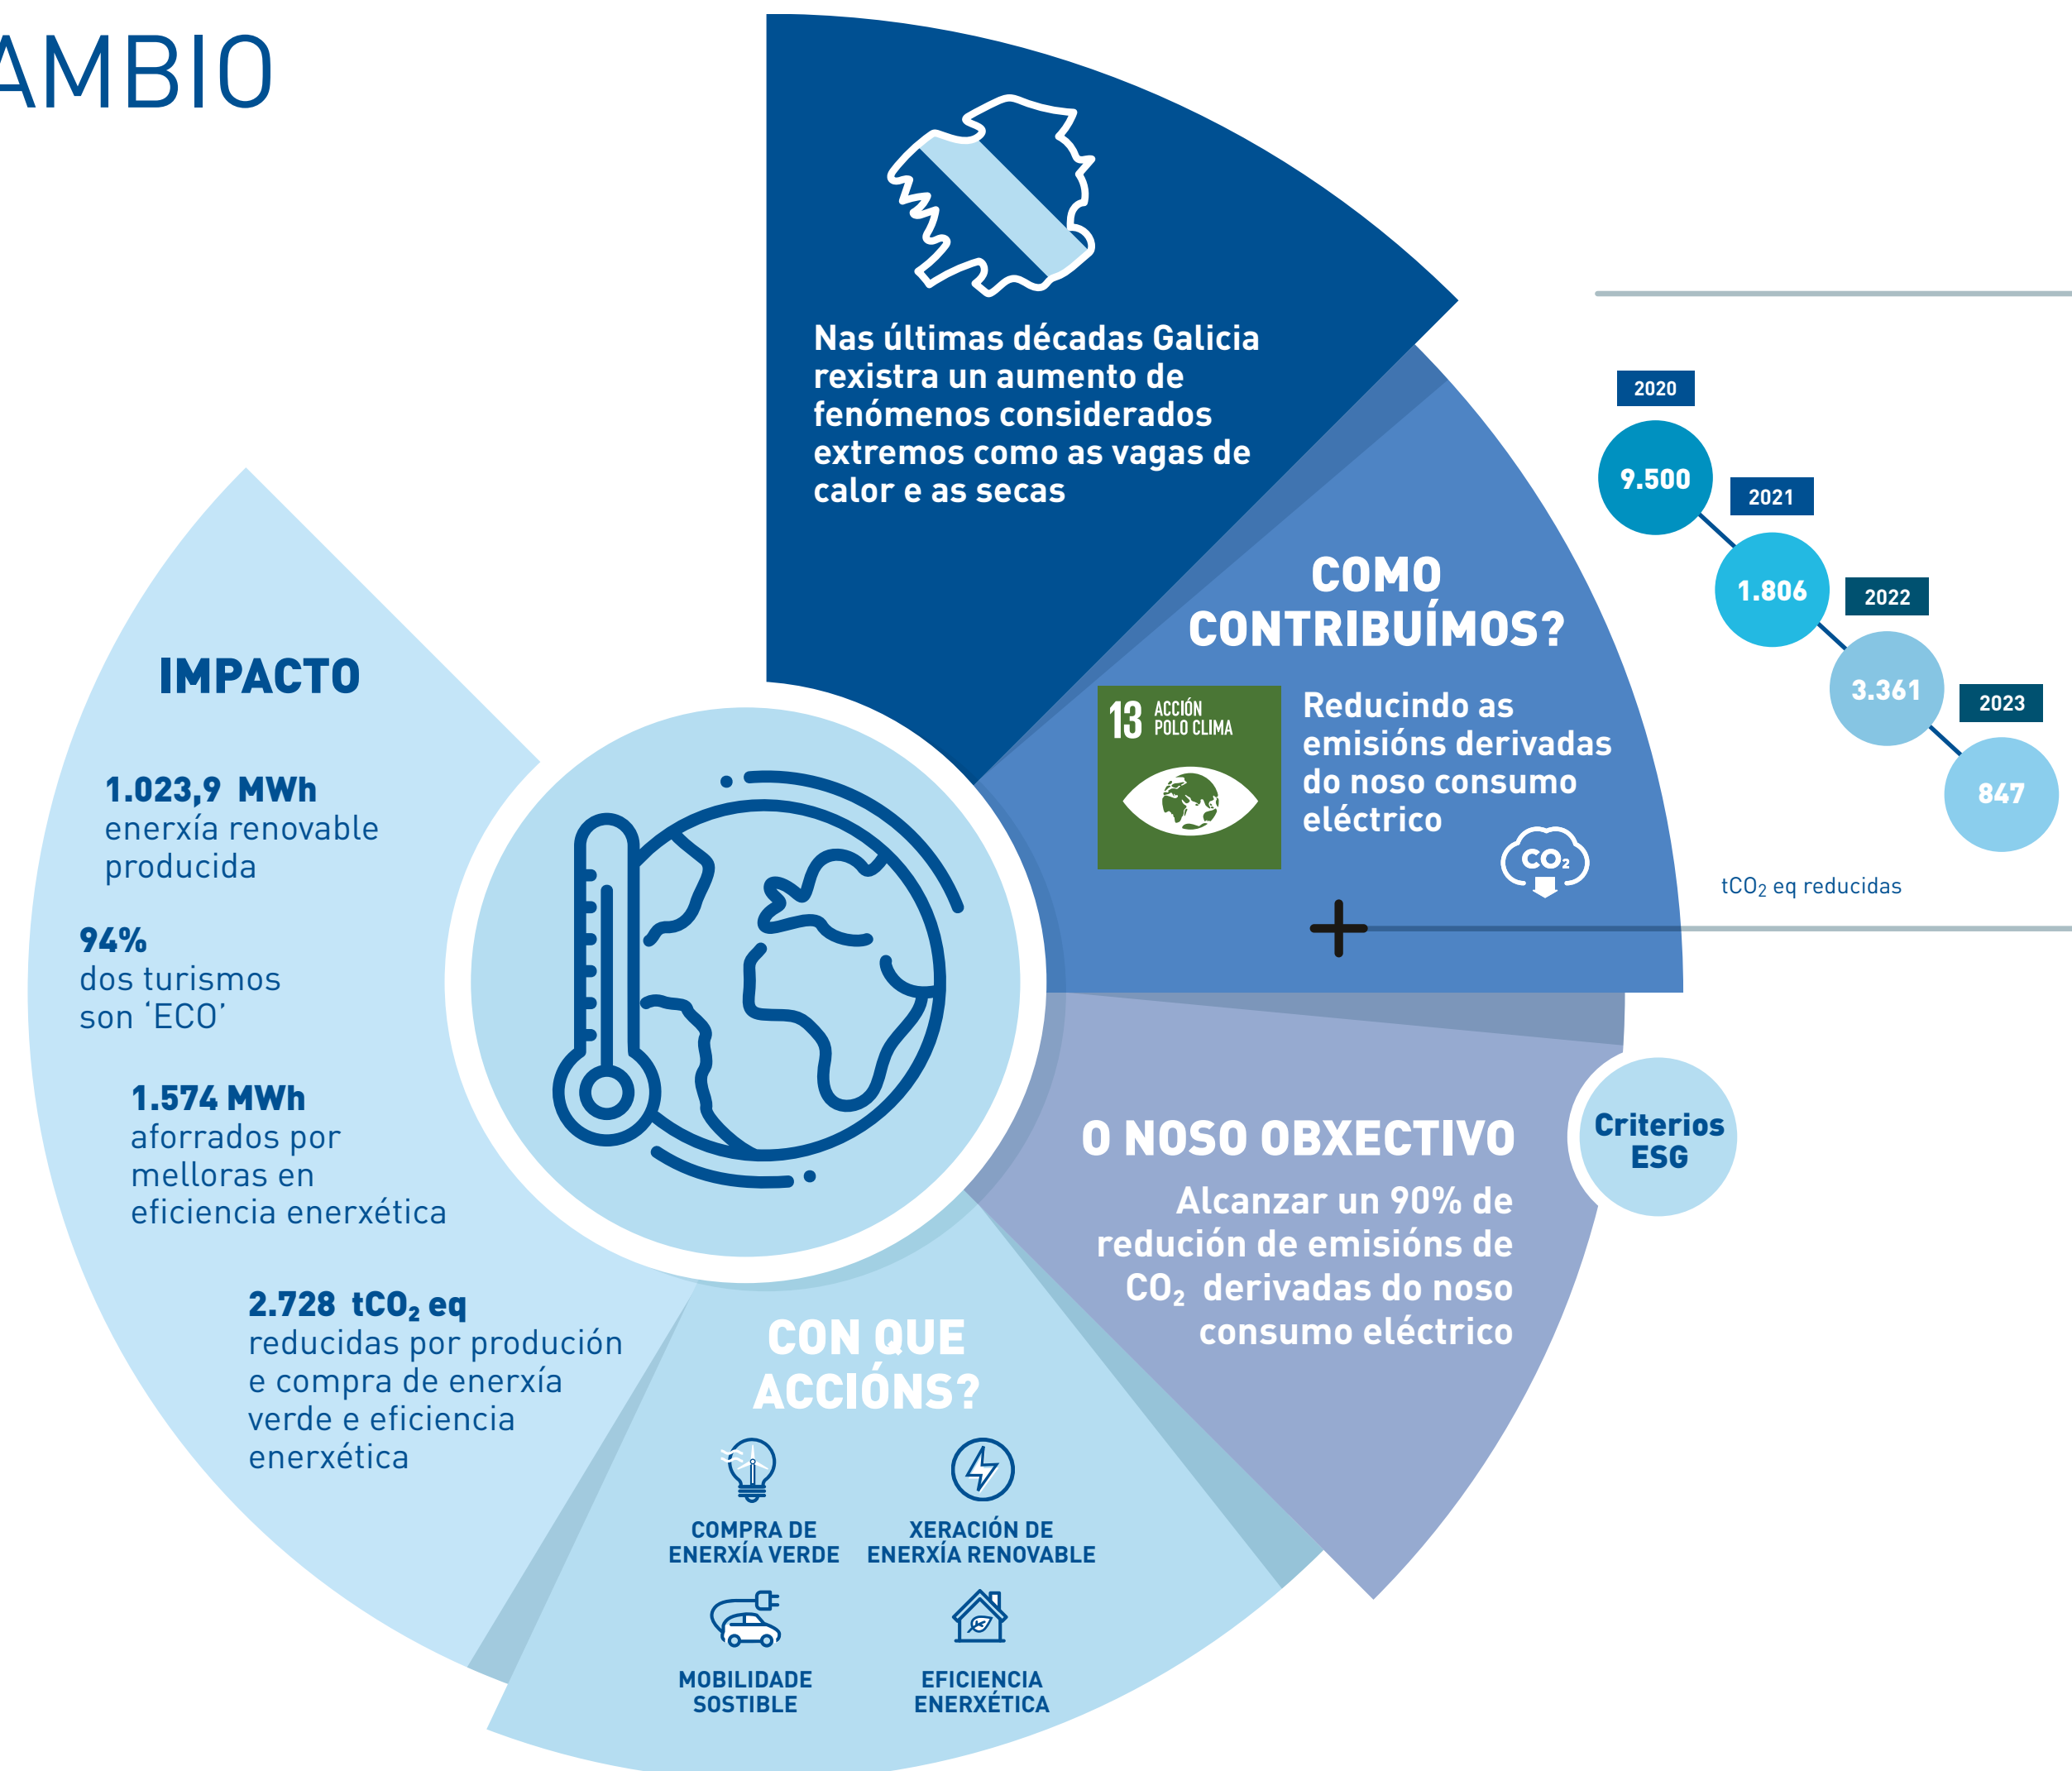 AMBIO
Nas últimas décadas Galicia
rexistra un aumento de
fenómenos considerados
extremos como as vagas de
calor e as secas
COMO
CONTRIBUÍMOS?
13 ACCIÓN
POLO CLIMA
Reducindo as
emisións derivadas
do noso consumo
eléctrico
CO₂
2020
9.500
2021
1.806
2022
3.361
2023
847
tCO₂ eq reducidas
O NOSO OBXECTIVO
Alcanzar un 90% de
redución de emisións de
CO₂ derivadas do noso
consumo eléctrico
Criterios
ESG
CON QUE
ACCIÓNS?
COMPRA DE
ENERXÍA VERDE
XERACIÓN DE
ENERXÍA RENOVABLE
MOBILIDADE
SOSTIBLE
EFICIENCIA
ENERXÉTICA
IMPACTO
1.023,9 MWh
enerxía renovable
producida
94%
dos turismos
son ‘ECO’
1.574 MWh
aforrados por
melloras en
eficiencia enerxética
2.728 tCO₂ eq
reducidas por produción
e compra de enerxía
verde e eficiencia
enerxética